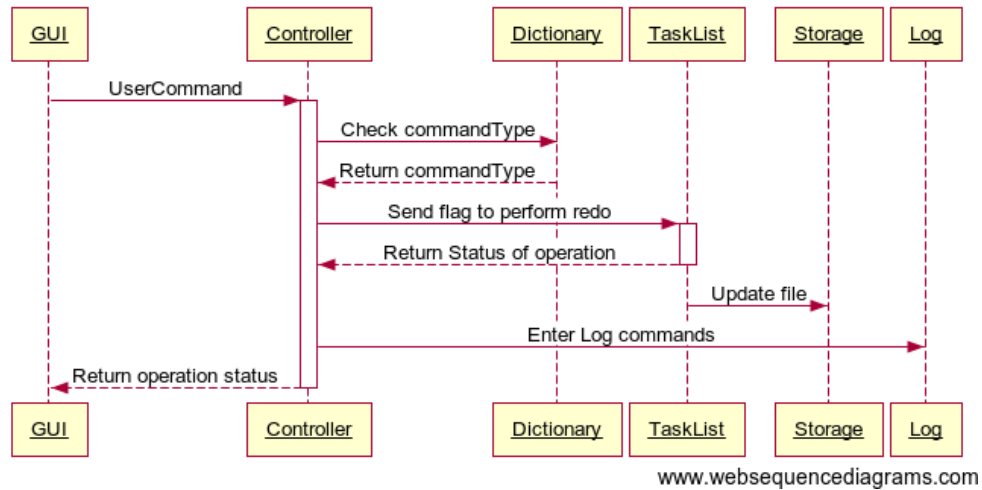 GUI Controller Dictionary TaskList Storage Log
UserCommand
Check commandType
Return commandType
Send flag to perform redo
Return Status of operation
Update file
Enter Log commands
Return operation status
GUI Controller Dictionary TaskList Storage Log
www.websequencediagrams.com